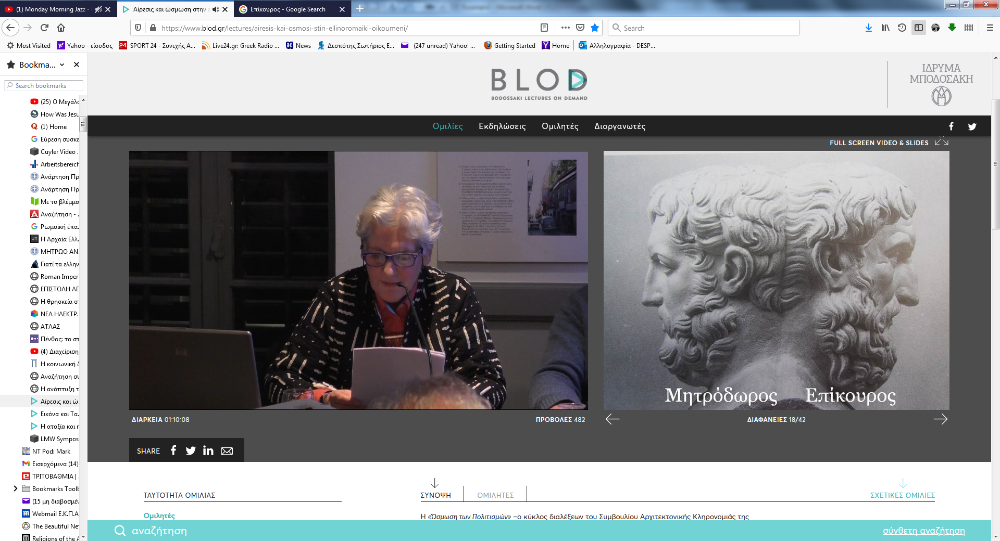 (1) Monday Morning Jazz -
Αίρεσις και ώσμωση στην ε
Επίκουρος - Google Search
https://www.blod.gr/lectures/airesis-kai-osmosi-stin-ellinoromaiki-oikoumeni/
Search
Most Visited
Yahoo - είσοδος
SPORT 24 - Συνεχής Α...
Live24.gr: Greek Radio ...
News
Δεσπότης Σωτήριος Ε...
(247 unread) Yahoo! ...
Getting Started
Home
Αλληλογραφία - DESP...
Bookma...
Search bookmarks
(25) Ο Μεγάλ
How Was Jesu
(1) Home
Εύρεση συσκε
Cuyler Video .
Arbeitsbereich
Ανάρτηση Πρ
Ανάρτηση Πρ
Με το βλέμμα
Αναζήτηση - .
Ρωμαϊκή έπα.
Η Αρχαία Ελλ.
ΜΗΤΡΩΟ ΑΝ.
Γιατί τα ελλην
Roman Imper
ΕΠΙΣΤΟΛΗ ΑΓ
Η θρησκεία σ
ΝΕΑ ΗΛΕΚΤΡ.
ΑΤΛΑΣ
Πένθος: τα στ
(4) Διαχείριση
Η κοινωνική δ
Αναζήτηση συ
Η ανάπτυξη τ
Αίρεσις και ώ.
Εικόνα και Τα.
Η αταξία και η
LMW Sympos
NT Pod: Mark
Εισερχόμενα (14)
ΤΡΙΤΟΒΑΘΜΙΑ |
Bookmarks Toolb
(15 μη διαβασμέν
Webmail Ε.Κ.Π.Α
The Beautiful Ne
Religions of the A
BLOD
BODOSSAKI LECTURES ON DEMAND
ΙΔΡΥΜΑ
ΜΠΟΔΟΣΑΚΗ
Ομιλίες
Εκδηλώσεις
Ομιλητές
Διοργανωτές
FULL SCREEN VIDEO & SLIDES
Μητρόδωρος Επίκουρος
ΔΙΑΡΚΕΙΑ 01:10:08
ΠΡΟΒΟΛΕΣ 482
ΔΙΑΦΑΝΕΙΕΣ 18/42
SHARE
ΤΑΥΤΟΤΗΤΑ ΟΜΙΛΙΑΣ
ΣΥΝΟΨΗ
ΟΜΙΛΗΤΕΣ
ΣΧΕΤΙΚΕΣ ΟΜΙΛΙΕΣ
Ομιλητές
Η «Ώσμωση των Πολιτισμών» –ο κύκλος διαλέξεων του Συμβουλίου Αρχιτεκτονικής Κληρονομιάς της
αναζήτηση
σύνθετη αναζήτηση